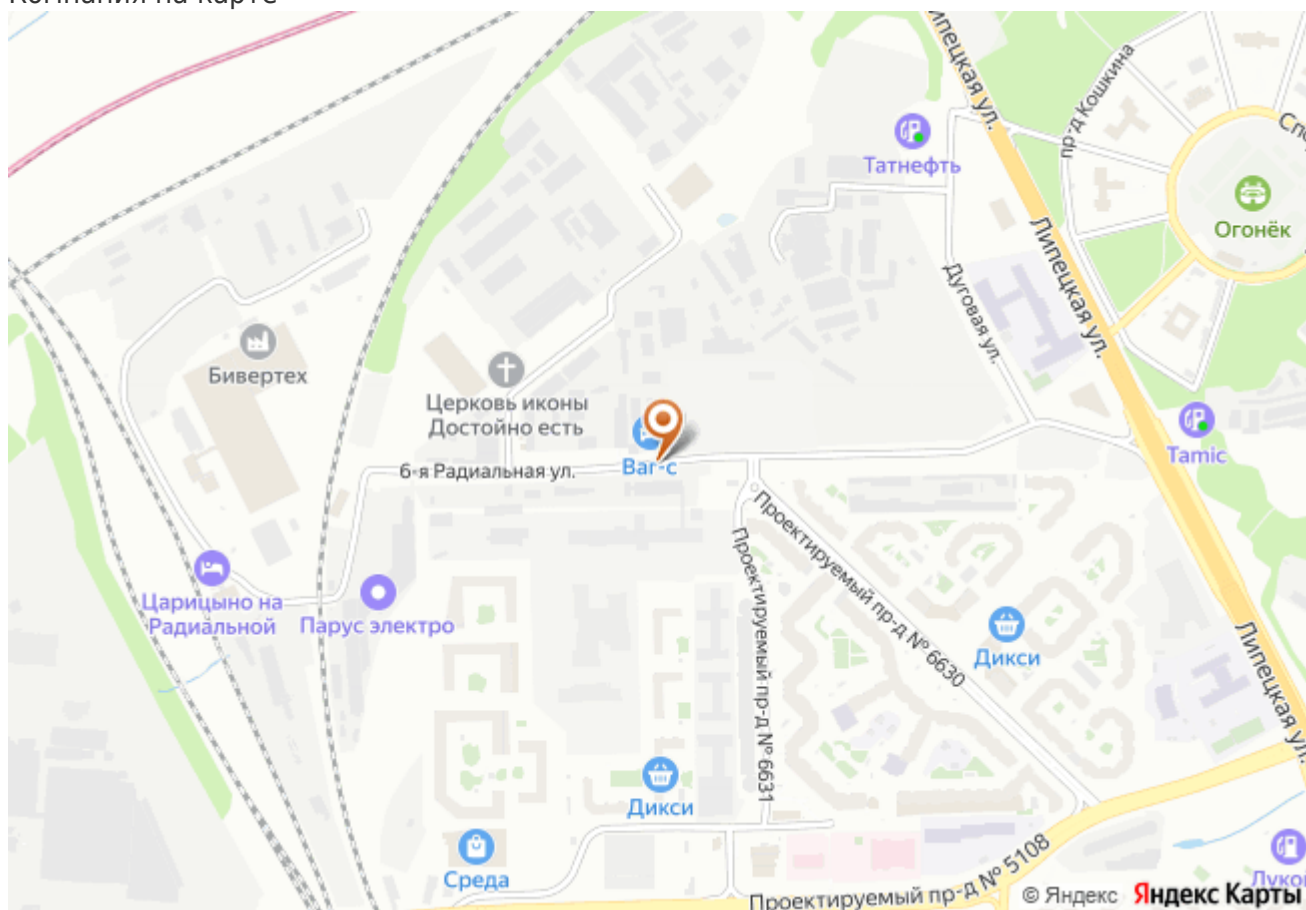 Компания на карте
Липецкая ул.
пр-д Кошкина
Татнефть
Огонёк
Липецкая ул.
Дуговая ул.
Бивертех
Церковь иконы
Достойно есть
Ваг-с
Tamic
6-я Радиальная ул.
Проектируемый пр-д № 6630
Проектируемый пр-д № 6631
Царицыно на
Радиальной
Парус электро
Дикси
Липецкая ул.
Дикси
Среда
Проектируемый пр-д № 5108
© Яндекс Яндекс Карты